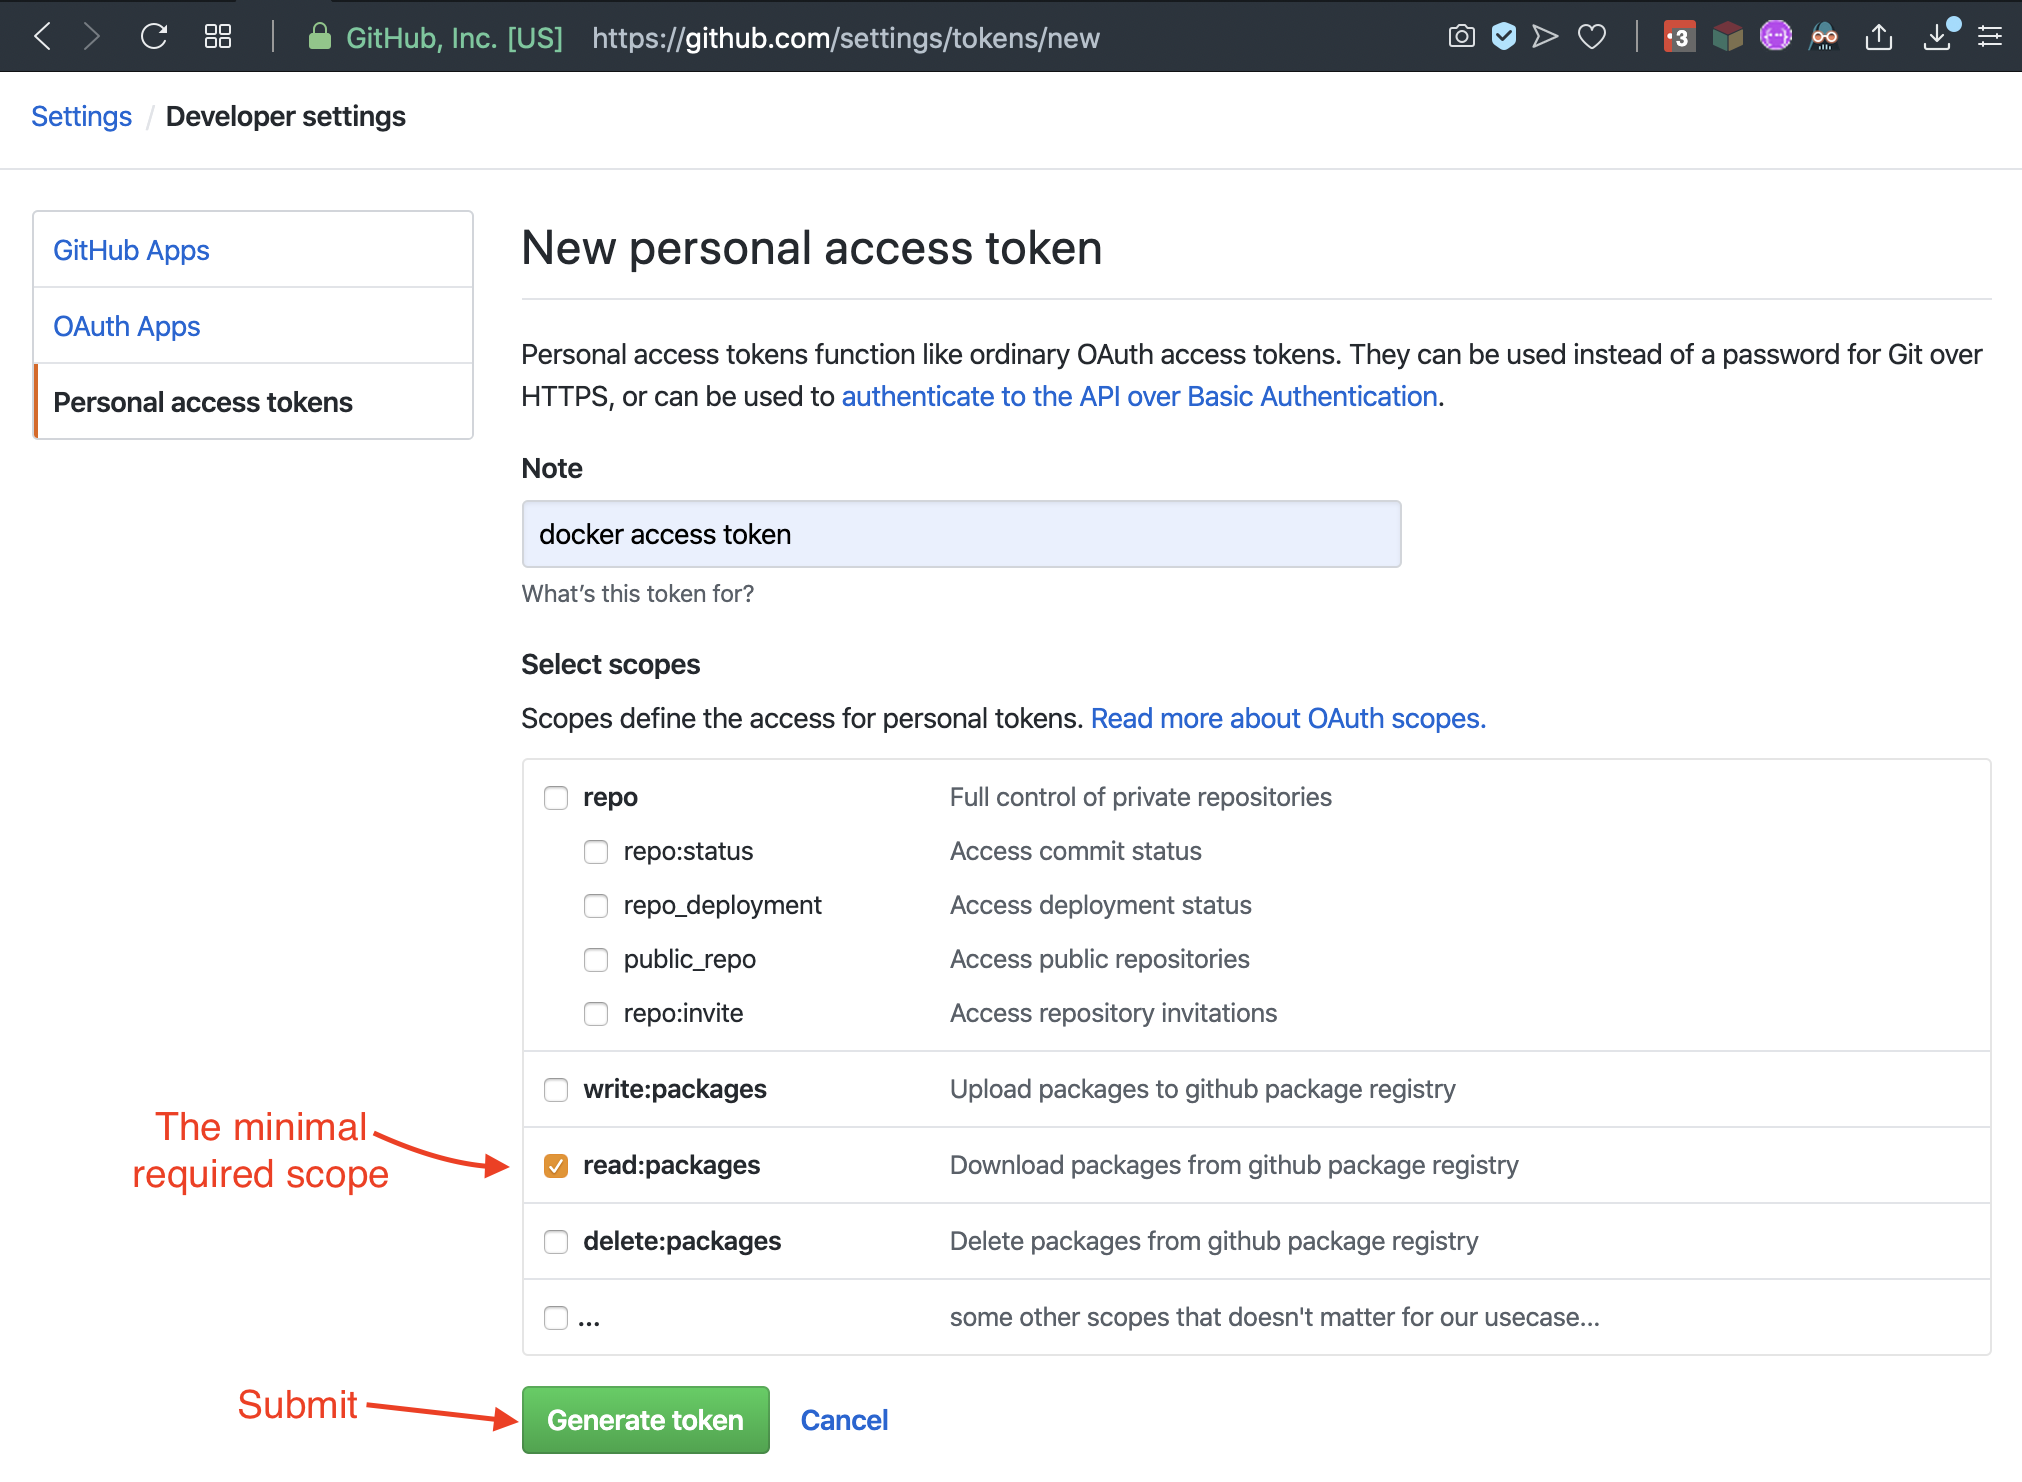 GitHub, Inc. [US] https://github.com/settings/tokens/new
3
Settings / Developer settings
GitHub Apps
OAuth Apps
Personal access tokens
New personal access token
Personal access tokens function like ordinary OAuth access tokens. They can be used instead of a password for Git over
HTTPS, or can be used to authenticate to the API over Basic Authentication.
Note
docker access token
What’s this token for?
Select scopes
Scopes define the access for personal tokens. Read more about OAuth scopes.
repo Full control of private repositories
repo:status Access commit status
repo_deployment Access deployment status
public_repo Access public repositories
repo:invite Access repository invitations
write:packages Upload packages to github package registry
The minimal
required scope
read:packages Download packages from github package registry
delete:packages Delete packages from github package registry
... some other scopes that doesn't matter for our usecase...
Submit
Generate token Cancel